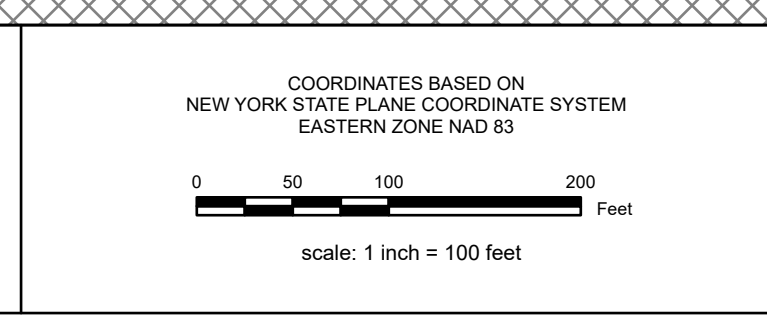 COORDINATES BASED ON
NEW YORK STATE PLANE COORDINATE SYSTEM
EASTERN ZONE NAD 83
0 50 100 200
Feet
scale: 1 inch = 100 feet